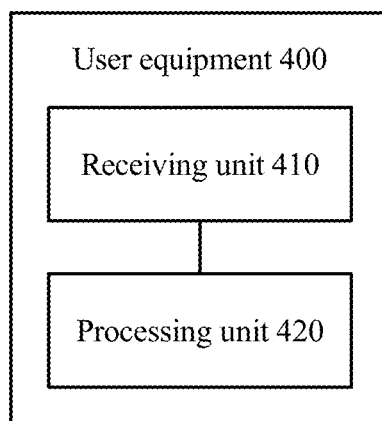 User equipment 400
Receiving unit 410
Processing unit 420